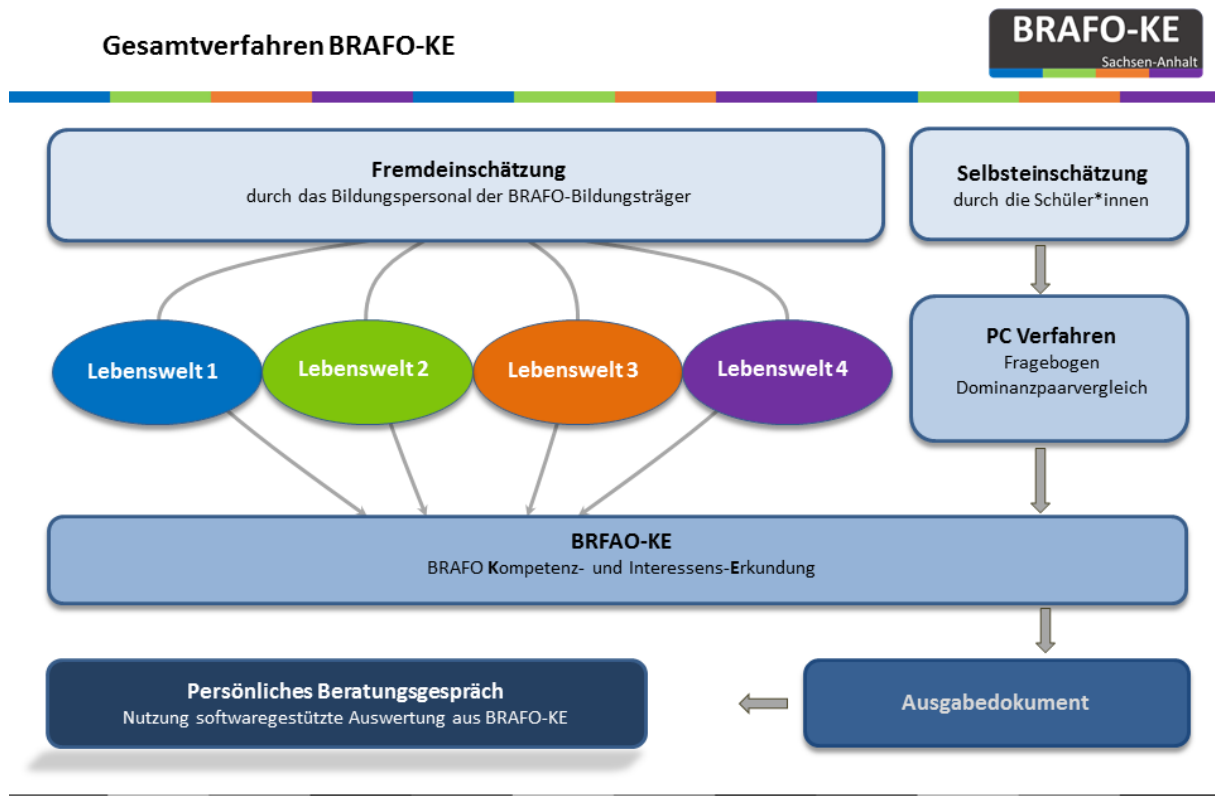 Gesamtverfahren BRAFO-KE
BRAFO-KE
Sachsen-Anhalt
Fremdeinschätzung
durch das Bildungspersonal der BRAFO-Bildungsträger
Selbsteinschätzung
durch die Schüler*innen
Lebenswelt 1
Lebenswelt 2
Lebenswelt 3
Lebenswelt 4
PC Verfahren
Fragebogen
Dominanzpaarvergleich
BRFAO-KE
BRAFO Kompetenz- und Interessens-Erkundung
Persönliches Beratungsgespräch
Nutzung softwaregestützte Auswertung aus BRAFO-KE
Ausgabedokument